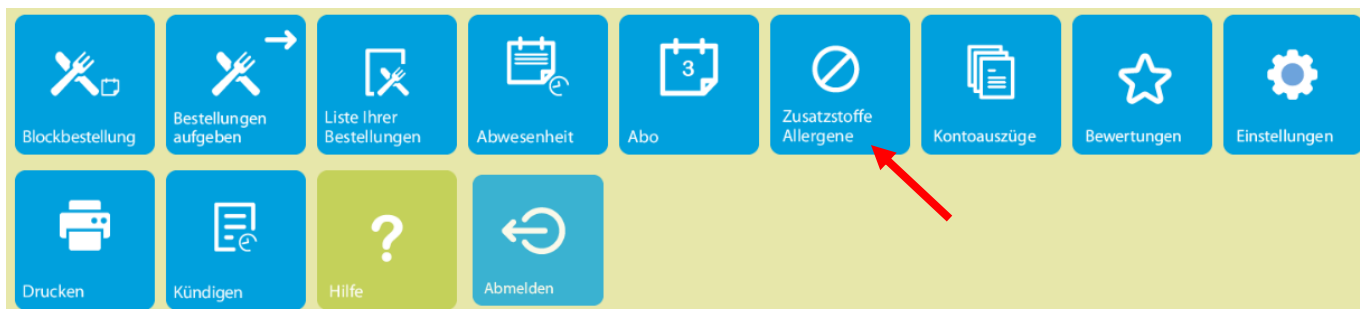 Blockbestellung
Bestellungen
aufgeben
Liste Ihrer
Bestellungen
Abwesenheit
3
Abo
Zusatzstoffe
Allergene
Kontoauszüge
Bewertungen
Einstellungen
Drucken
Kündigen
?
Hilfe
Abmelden